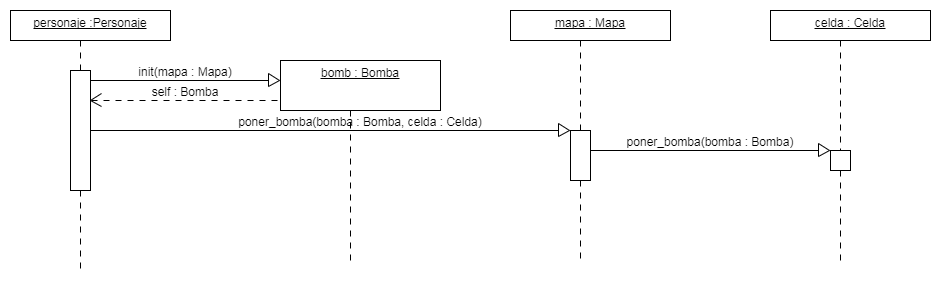 personaje :Personaje
mapa : Mapa
celda : Celda
init(mapa : Mapa)
bomb : Bomba
self : Bomba
poner_bomba(bomba : Bomba, celda : Celda)
poner_bomba(bomba : Bomba)